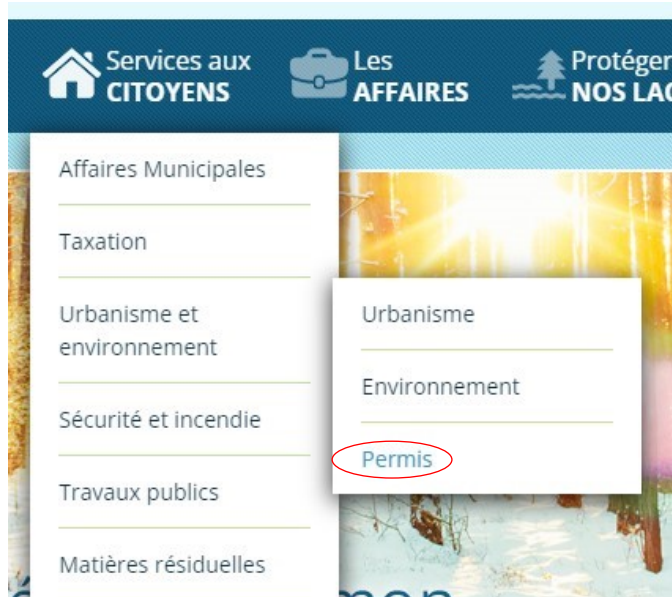 Services aux
CITOYENS
Les
AFFAIRES
Protéger
NOS LAC
Affaires Municipales
Taxation
Urbanisme et
environnement
Sécurité et incendie
Travaux publics
Matières résiduelles
Urbanisme
Environnement
Permis